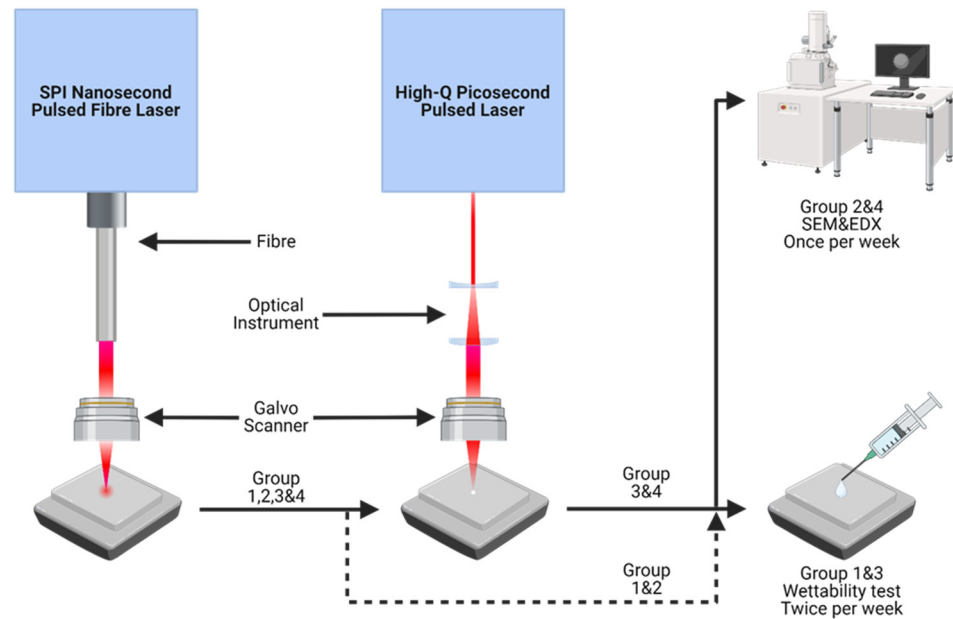 SPI Nanosecond
Pulsed Fibre Laser
High-Q Picosecond
Pulsed Laser
Group 2&4
SEM&EDX
Once per week
Fibre
Optical
Instrument
Galvo
Scanner
Group
1,2,3&4
Group
3&4
Group
1&2
Group 1&3
Wettability test
Twice per week